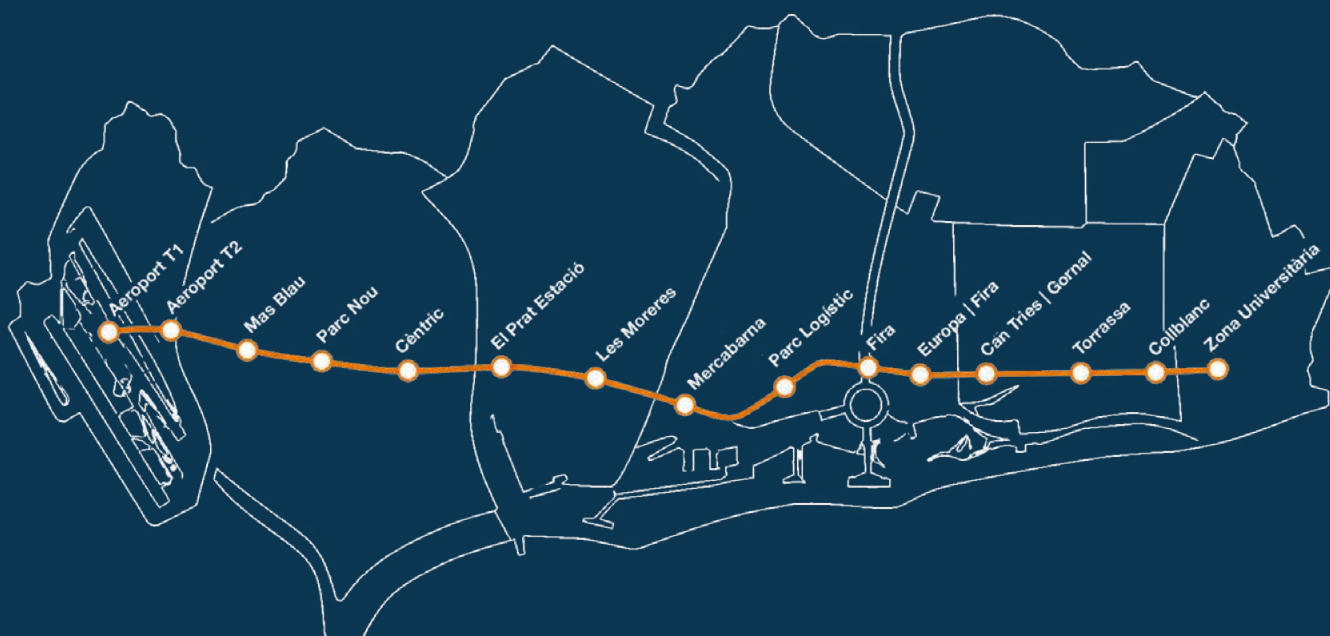 Aeroport T1
Aeroport T2
Mas Blau
Parc Nou
Cèntric
El Prat Estació
Les Moreres
Mercabarna
Parc Logístic
Fira
Europa | Fira
Can Tries | Gornal
Torrassa
Collblanc
Zona Universitària